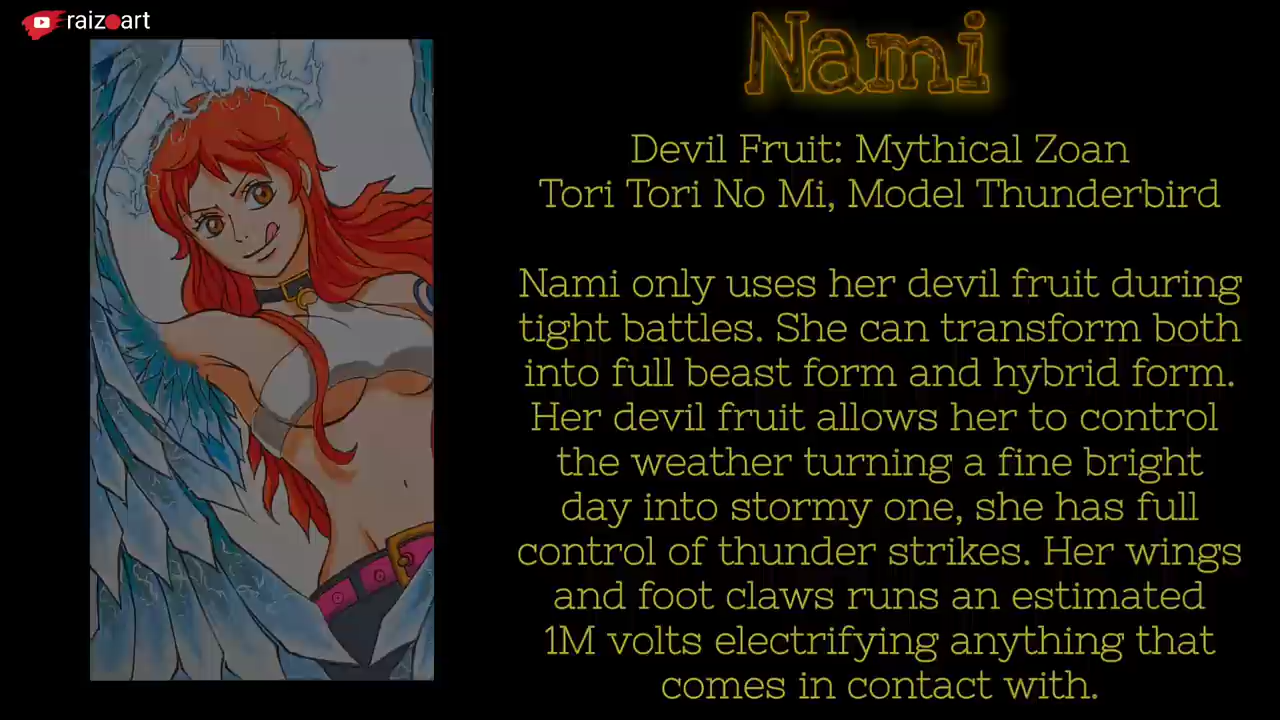 raizoart
Nami
Devil Fruit: Mythical Zoan
Tori Tori No Mi, Model Thunderbird
Nami only uses her devil fruit during
tight battles. She can transform both
into full beast form and hybrid form.
Her devil fruit allows her to control
the weather turning a fine bright
day into stormy one, she has full
control of thunder strikes. Her wings
and foot claws runs an estimated
1M volts electrifying anything that
comes in contact with.